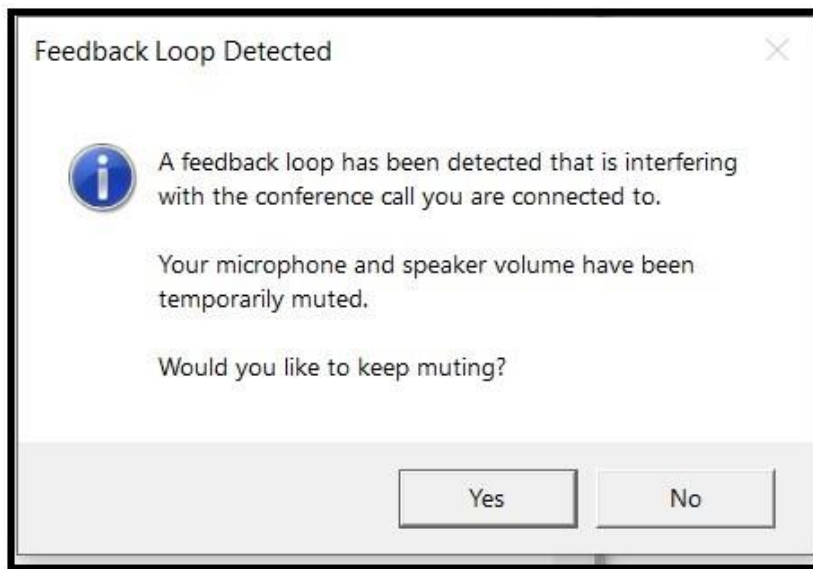 Feedback Loop Detected
A feedback loop has been detected that is interfering
with the conference call you are connected to.
Your microphone and speaker volume have been
temporarily muted.
Would you like to keep muting?
Yes
No